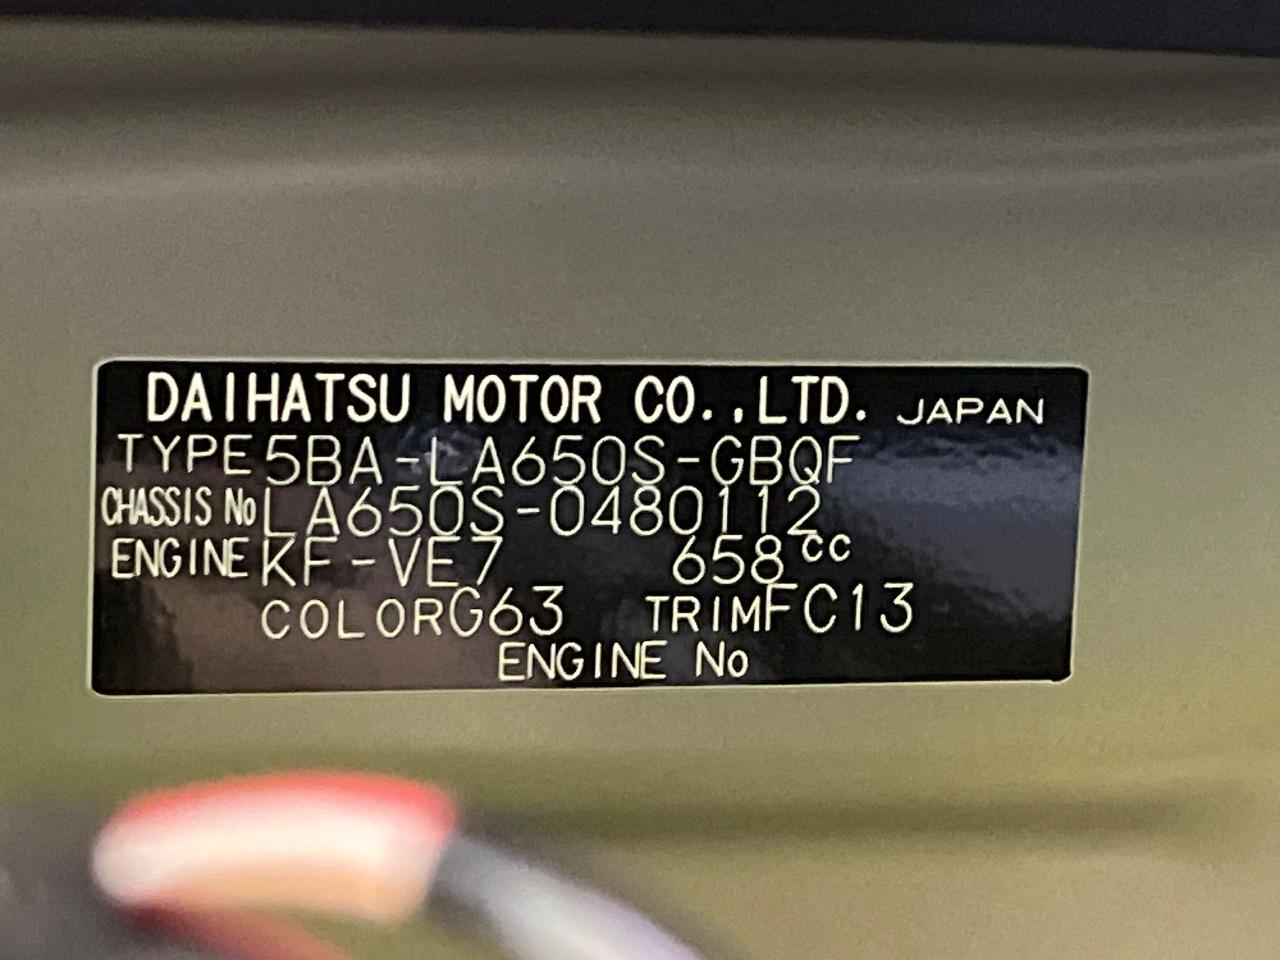 DAIHATSU MOTOR CO.,LTD. JAPAN
TYPE 5BA-LA650S-GBQF
CHASSIS No LA650S-0480112
ENGINE KF-VE7 658cc
COLOR G63 TRIM FC13
ENGINE No